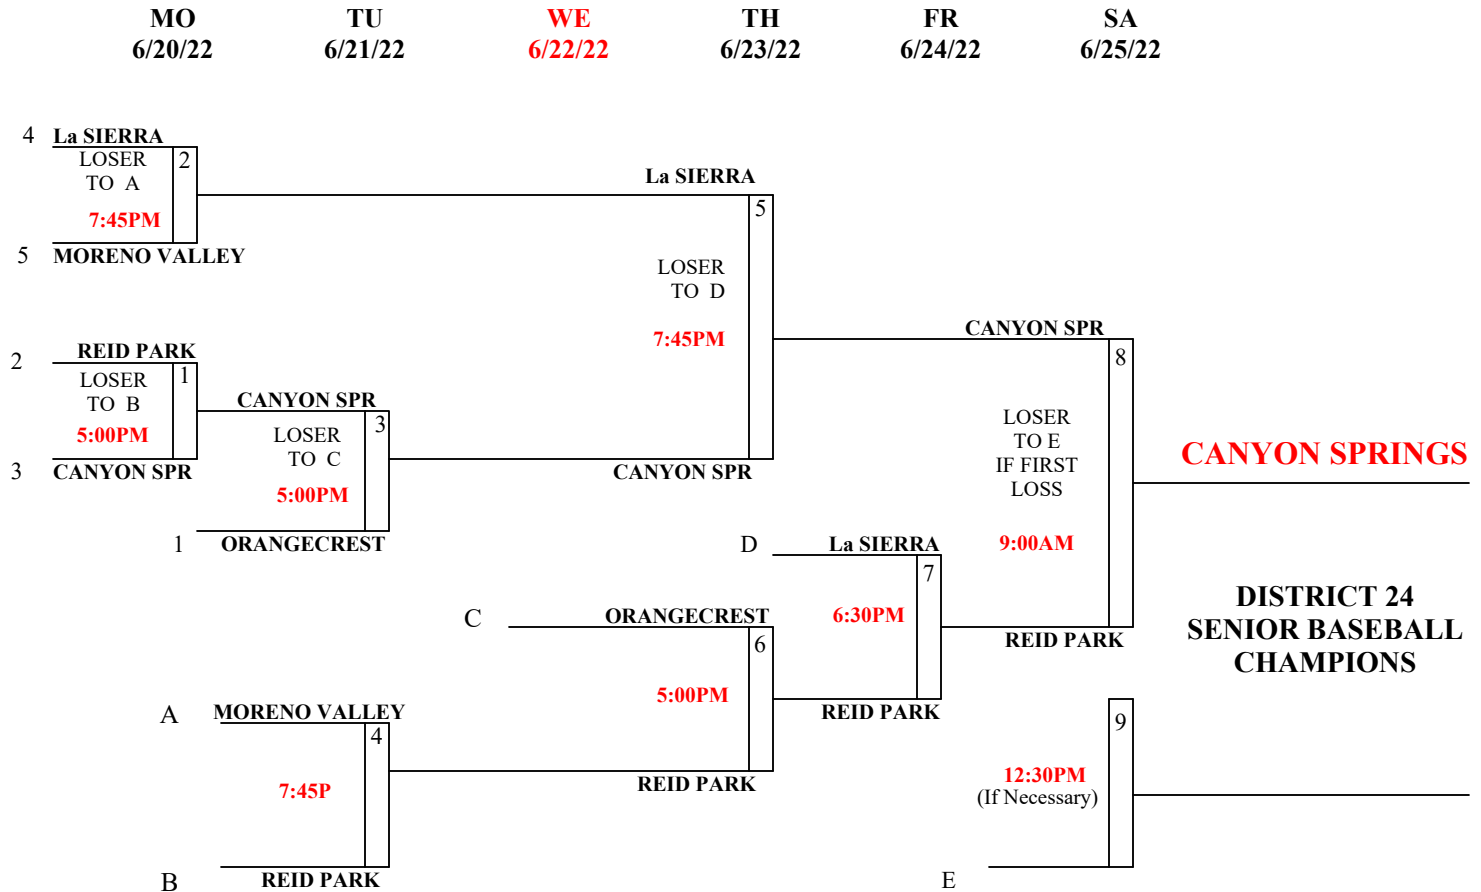 MO TU WE TH FR SA
6/20/22 6/21/22 6/22/22 6/23/22 6/24/22 6/25/22
4 La SIERRA
LOSER 2
TO A
7:45PM
5 MORENO VALLEY
La SIERRA
5
LOSER
TO D
7:45PM
2 REID PARK
LOSER 1
TO B
5:00PM
3 CANYON SPR
CANYON SPR
3
LOSER
TO C
5:00PM
1 ORANGECREST
CANYON SPR
CANYON SPR
8
LOSER
TO E
IF FIRST
LOSS
9:00AM
REID PARK
CANYON SPRINGS
DISTRICT 24
SENIOR BASEBALL
CHAMPIONS
D La SIERRA
7
6:30PM
REID PARK
C ORANGECREST
6
5:00PM
REID PARK
A MORENO VALLEY
4
7:45P
B REID PARK
9
12:30PM
(If Necessary)
E